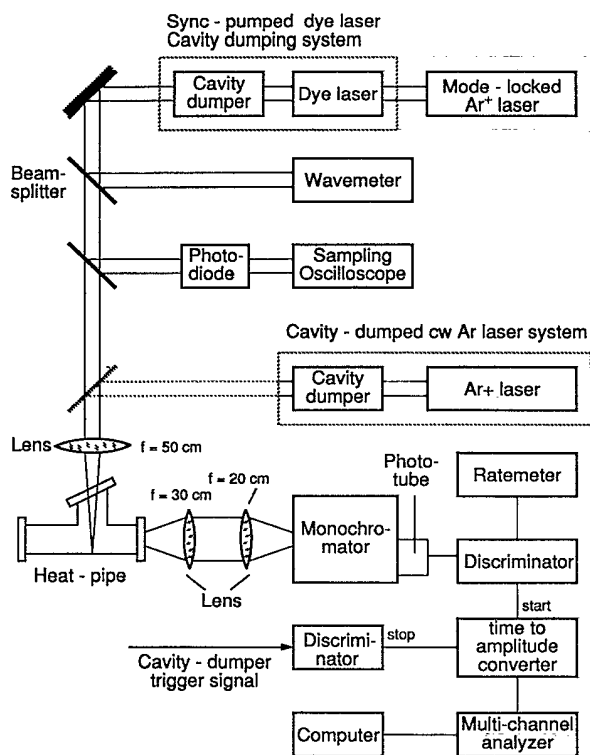 Sync - pumped dye laser
Cavity dumping system
Cavity
dumper
Dye laser
Mode - locked
Ar+ laser
Beam-
splitter
Wavemeter
Photo-
diode
Sampling
Oscilloscope
Cavity - dumped cw Ar laser system
Cavity
dumper
Ar+ laser
Lens
f = 50 cm
f = 30 cm
f = 20 cm
Photo-
tube
Ratemeter
Monochro-
mator
Discriminator
Heat - pipe
Lens
start
Discrimi-
nator
stop
time to
amplitude
converter
Cavity - dumper
trigger signal
Computer
Multi-channel
analyzer